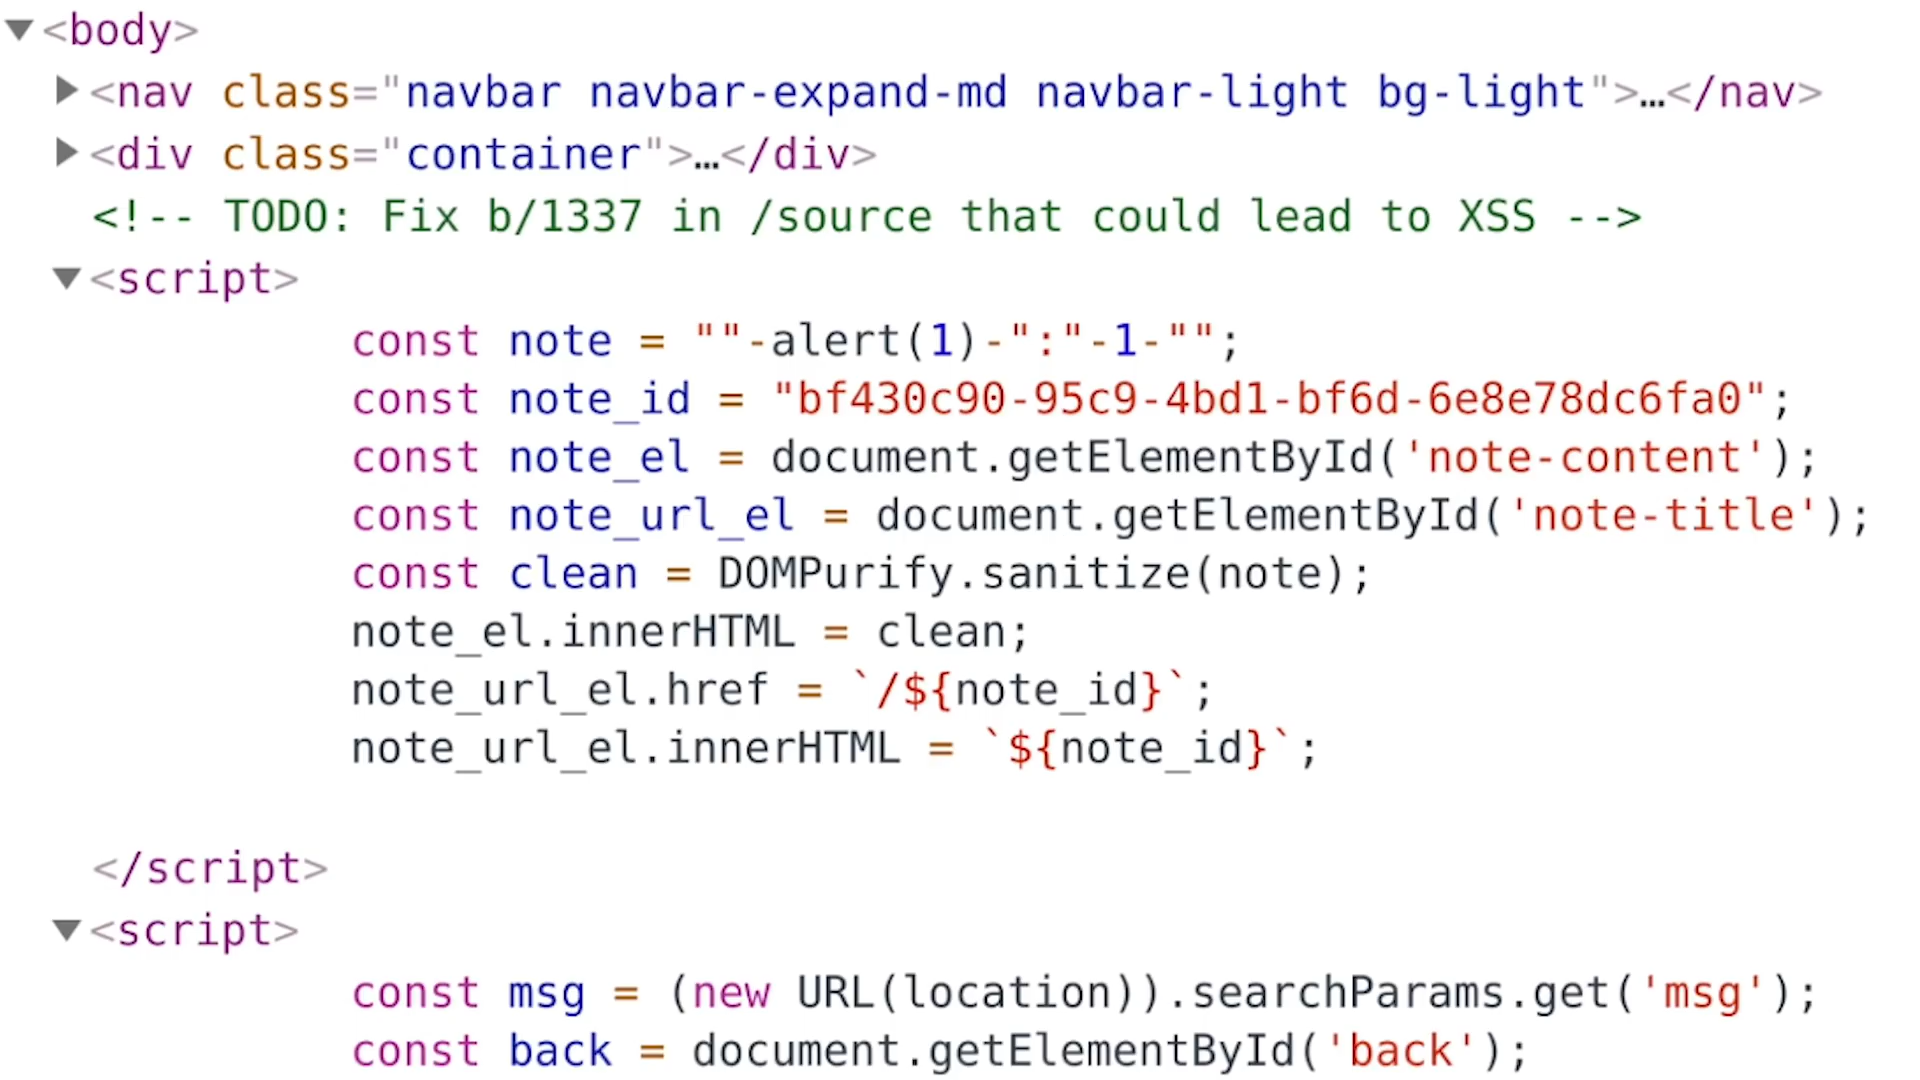 <body>
<nav class="navbar navbar-expand-md navbar-light bg-light">…</nav>
<div class="container">…</div>
<!-- TODO: Fix b/1337 in /source that could lead to XSS -->
<script>
const note = ""-alert(1)-":"-1-"";
const note_id = "bf430c90-95c9-4bd1-bf6d-6e8e78dc6fa0";
const note_el = document.getElementById('note-content');
const note_url_el = document.getElementById('note-title');
const clean = DOMPurify.sanitize(note);
note_el.innerHTML = clean;
note_url_el.href = `/${note_id}`;
note_url_el.innerHTML = `${note_id}`;
</script>
<script>
const msg = (new URL(location)).searchParams.get('msg');
const back = document.getElementById('back');